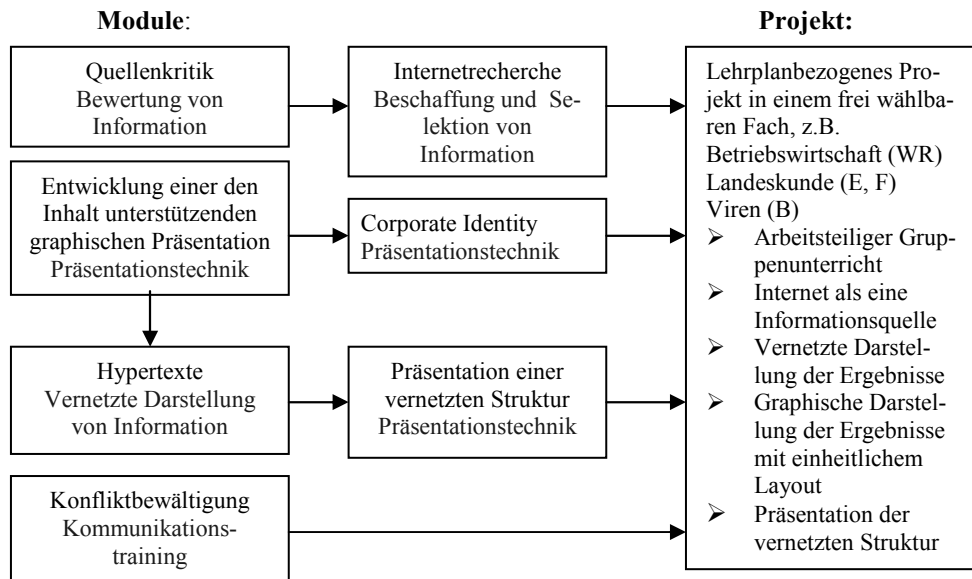 Module:
Projekt:
Quellenkritik
Bewertung von
Information
Internetrecherche
Beschaffung und Se-
lektion von
Information
Entwicklung einer den
Inhalt unterstützenden
graphischen Präsentation
Präsentationstechnik
Corporate Identity
Präsentationstechnik
Hypertexte
Vernetzte Darstellung
von Information
Präsentation einer
vernetzten Struktur
Präsentationstechnik
Konfliktbewältigung
Kommunikations-
training
Lehrplanbezogenes Pro-
jekt in einem frei wählba-
ren Fach, z.B.
Betriebswirtschaft (WR)
Landeskunde (E, F)
Viren (B)
➢ Arbeitsteiliger Grup-
penunterricht
➢ Internet als eine
Informationsquelle
➢ Vernetzte Darstel-
lung der Ergebnisse
➢ Graphische Darstel-
lung der Ergebnisse
mit einheitlichem
Layout
➢ Präsentation der
vernetzten Struktur